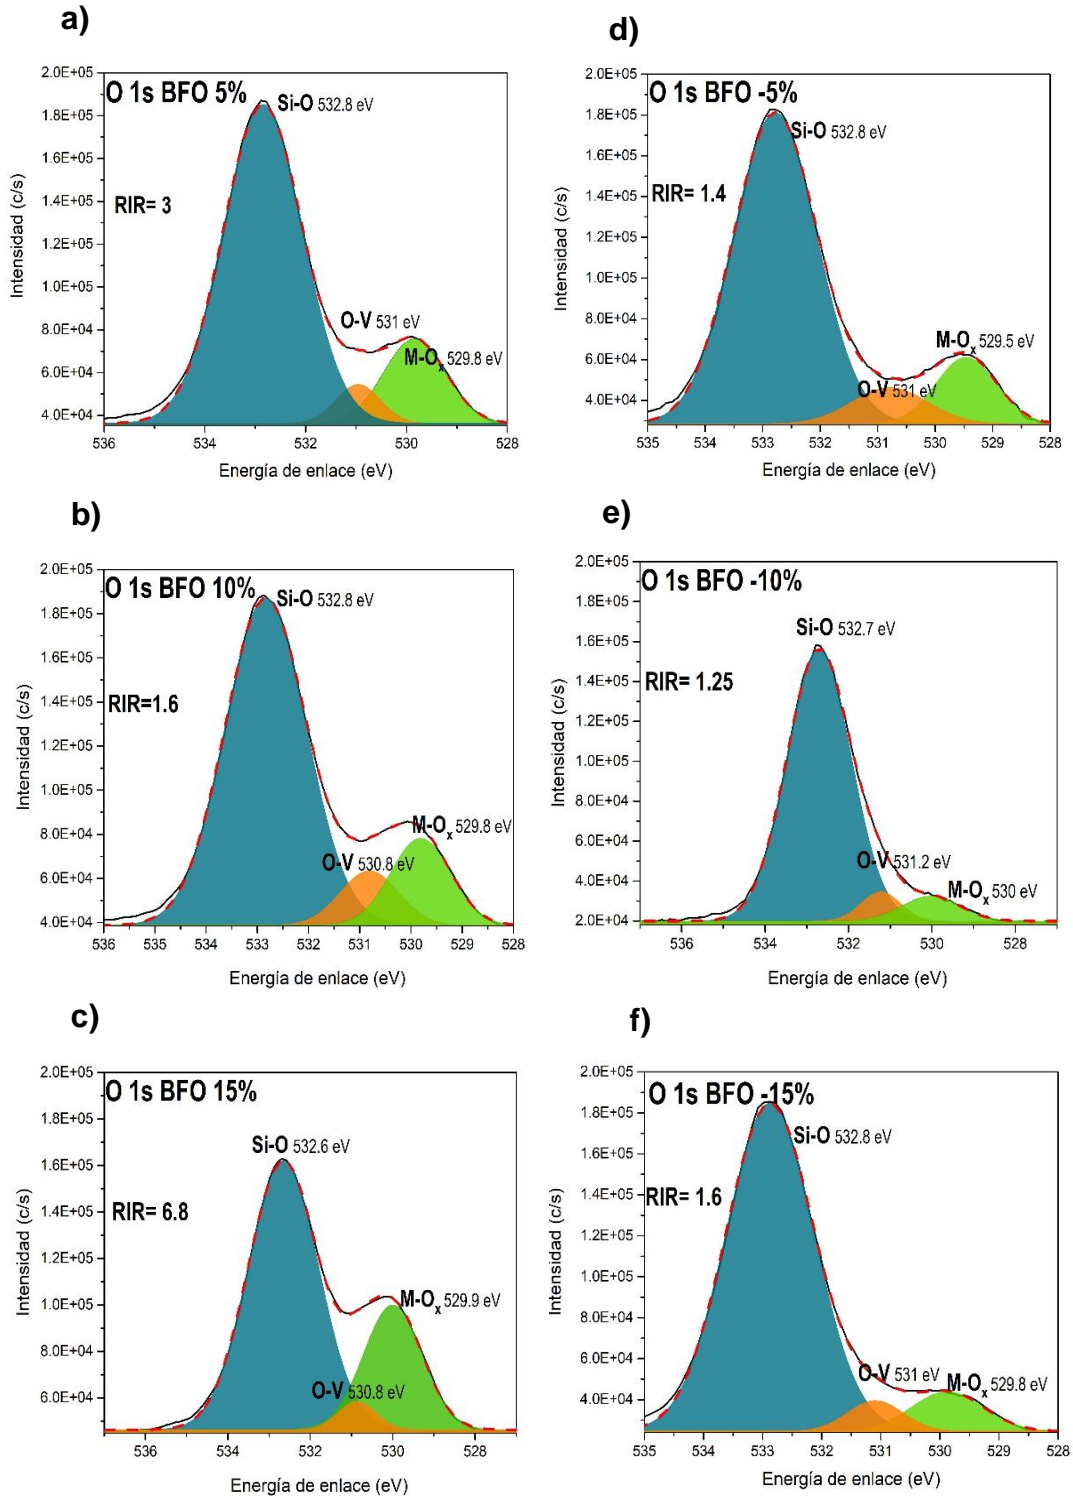 a)
O 1s BFO 5%
Si-O 532.8 eV
RIR= 3
O-V 531 eV
M-Ox 529.8 eV
Intensidad (c/s)
2.0E+05
1.8E+05
1.6E+05
1.4E+05
1.2E+05
1.0E+05
8.0E+04
6.0E+04
4.0E+04
536 534 532 530 528
Energía de enlace (eV)
d)
O 1s BFO -5%
Si-O 532.8 eV
RIR= 1.4
M-Ox 529.5 eV
O-V 531 eV
Intensidad (c/s)
2.0E+05
1.8E+05
1.6E+05
1.4E+05
1.2E+05
1.0E+05
8.0E+04
6.0E+04
4.0E+04
535 534 533 532 531 530 529 528
Energía de enlace (eV)
b)
O 1s BFO 10%
Si-O 532.8 eV
RIR=1.6
M-Ox 529.8 eV
O-V 530.8 eV
Intensidad (c/s)
2.0E+05
1.8E+05
1.6E+05
1.4E+05
1.2E+05
1.0E+05
8.0E+04
6.0E+04
4.0E+04
536 535 534 533 532 531 530 529 528
Energía de enlace (eV)
e)
O 1s BFO -10%
Si-O 532.7 eV
RIR= 1.25
O-V 531.2 eV
M-Ox 530 eV
Intensidad (c/s)
2.0E+05
1.8E+05
1.6E+05
1.4E+05
1.2E+05
1.0E+05
8.0E+04
6.0E+04
4.0E+04
2.0E+04
536 534 532 530 528
Energía de enlace (eV)
c)
O 1s BFO 15%
Si-O 532.6 eV
RIR= 6.8
M-Ox 529.9 eV
O-V 530.8 eV
Intensidad (c/s)
2.0E+05
1.8E+05
1.6E+05
1.4E+05
1.2E+05
1.0E+05
8.0E+04
6.0E+04
536 534 532 530 528
Energía de enlace (eV)
f)
O 1s BFO -15%
Si-O 532.8 eV
RIR= 1.6
O-V 531 eV
M-Ox 529.8 eV
Intensidad (c/s)
2.0E+05
1.8E+05
1.6E+05
1.4E+05
1.2E+05
1.0E+05
8.0E+04
6.0E+04
4.0E+04
535 534 533 532 531 530 529 528
Energía de enlace (eV)